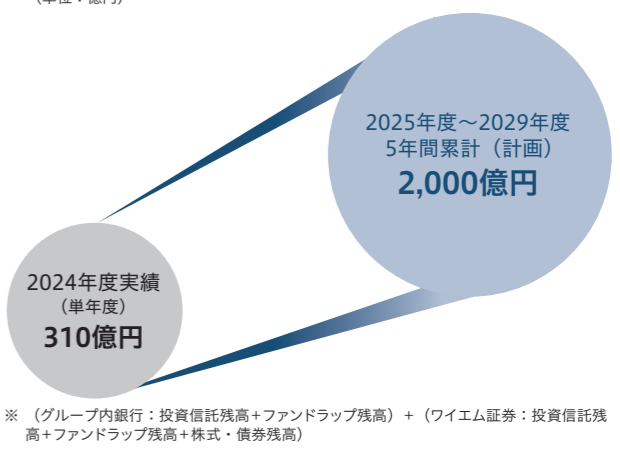 （単位：億円）
2025年度～2029年度
5年間累計（計画）
2,000億円
2024年度実績
（単年度）
310億円
※ （グループ内銀行：投資信託残高＋ファンドラップ残高）＋（ワイエム証券：投資信託残
高＋ファンドラップ残高＋株式・債券残高）